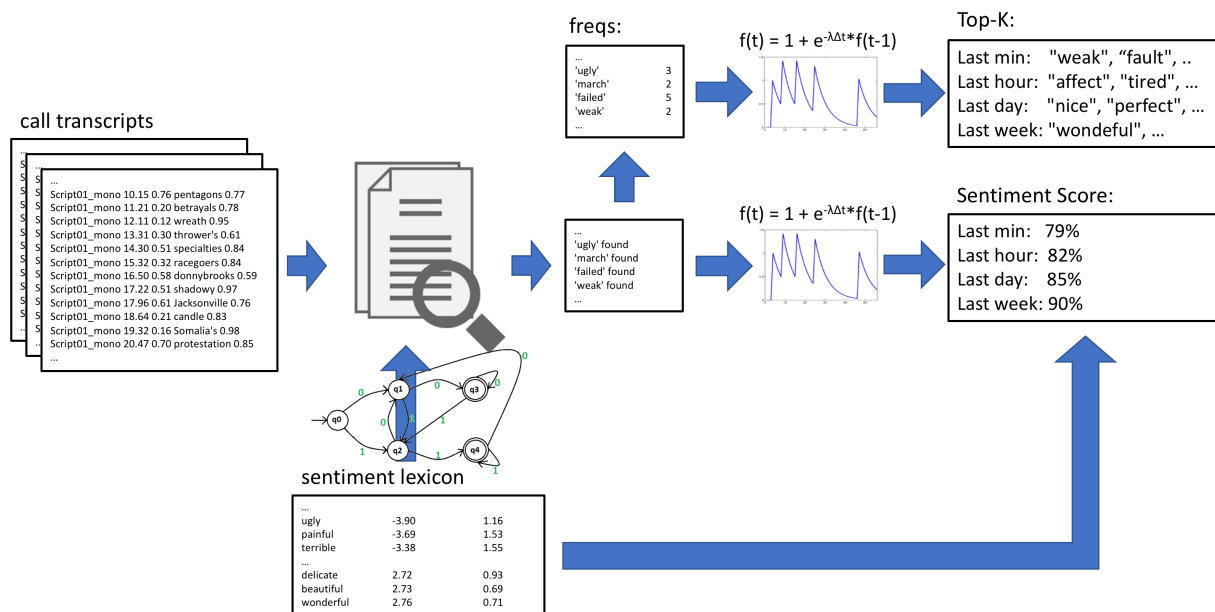 call transcripts
...
Script01_mono 10.15 0.76 pentagons 0.77
Script01_mono 11.21 0.20 betrayals 0.78
Script01_mono 12.11 0.12 wreath 0.95
Script01_mono 13.31 0.30 thrower's 0.61
Script01_mono 14.30 0.51 specialties 0.84
Script01_mono 15.32 0.32 racegoers 0.84
Script01_mono 16.50 0.58 donnybrooks 0.59
Script01_mono 17.22 0.51 shadowy 0.97
Script01_mono 17.96 0.61 Jacksonville 0.76
Script01_mono 18.64 0.21 candle 0.83
Script01_mono 19.32 0.16 Somalia's 0.98
Script01_mono 20.47 0.70 protestation 0.85
...
q0
q1
q2
q3
q4
0
1
0
1
0
1
1
0
0
1
sentiment lexicon
...
ugly -3.90 1.16
painful -3.69 1.53
terrible -3.38 1.55
...
delicate 2.72 0.93
beautiful 2.73 0.69
wonderful 2.76 0.71
freqs:
...
'ugly' 3
'march' 2
'failed' 5
'weak' 2
...
...
'ugly' found
'march' found
'failed' found
'weak' found
...
f(t) = 1 + e-λΔt*f(t-1)
f(t) = 1 + e-λΔt*f(t-1)
Top-K:
Last min: "weak", “fault", ..
Last hour: "affect", "tired", ...
Last day: "nice", "perfect", ...
Last week: "wondeful", ...
Sentiment Score:
Last min: 79%
Last hour: 82%
Last day: 85%
Last week: 90%